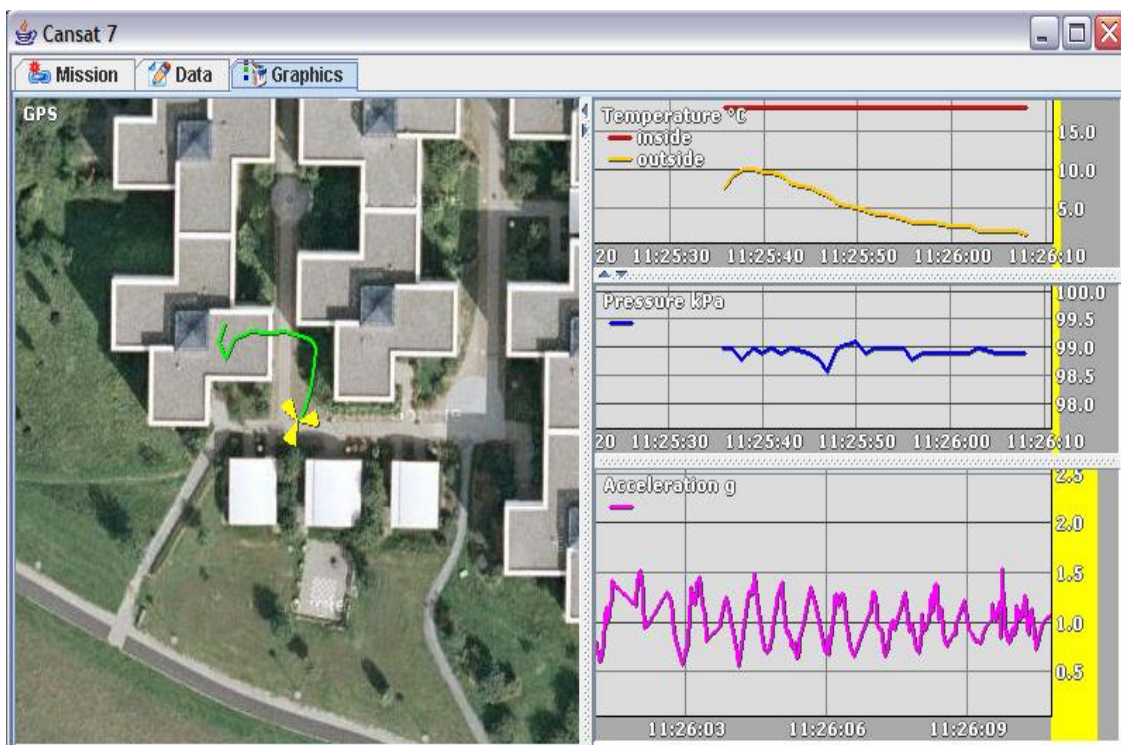 Cansat 7
Mission
Data
Graphics
GPS
Temperature °C
inside
outside
15.0
10.0
5.0
20 11:25:30 11:25:40 11:25:50 11:26:00 11:26:10
Pressure kPa
100.0
99.5
99.0
98.5
98.0
20 11:25:30 11:25:40 11:25:50 11:26:00 11:26:10
Acceleration g
2.5
2.0
1.5
1.0
0.5
11:26:03 11:26:06 11:26:09